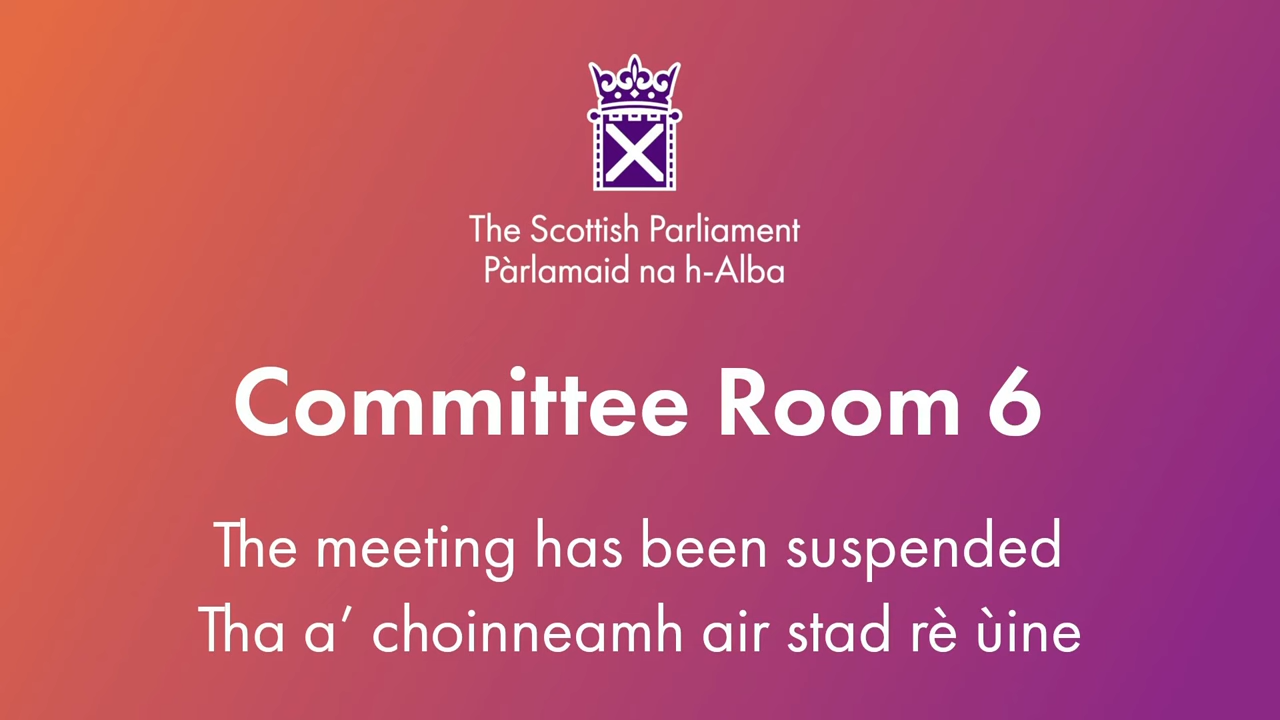 The Scottish Parliament
Pàrlamaid na h-Alba
Committee Room 6
The meeting has been suspended
Tha a’ choinneamh air stad rè ùine